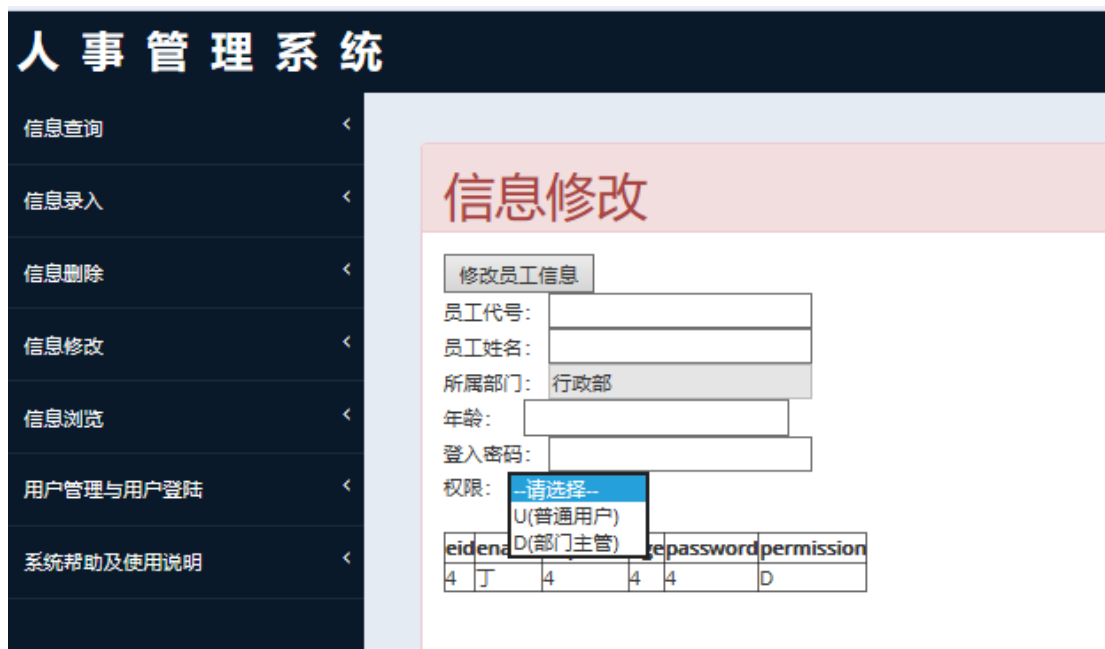 人 事 管 理 系 统
信息查询
信息录入
信息删除
信息修改
信息浏览
用户管理与用户登陆
系统帮助及使用说明
信息修改
修改员工信息
员工代号：
员工姓名：
所属部门： 行政部
年龄：
登入密码：
权限： --请选择--
U(普通用户)
D(部门主管)
eid password permission
4 丁 4 4 4 D